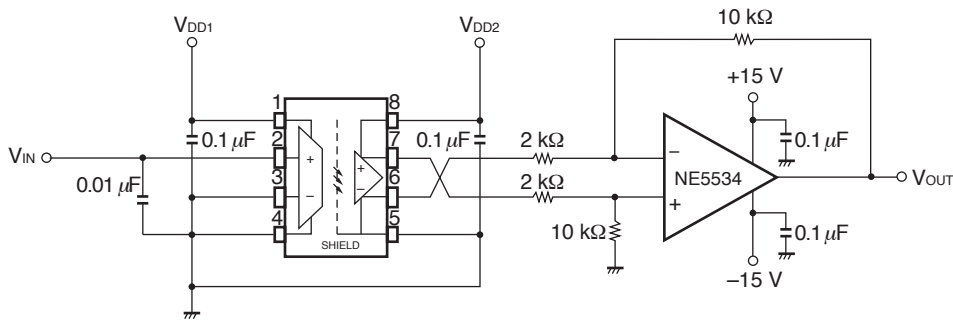 VDD1
VDD2
10 kΩ
+15 V
1
8
0.1 μF
2
7
0.1 μF
2 kΩ
0.1 μF
VIN
+
+
−
NE5534
VOUT
0.01 μF
3
−
−
6
2 kΩ
+
4
5
10 kΩ
0.1 μF
SHIELD
−15 V